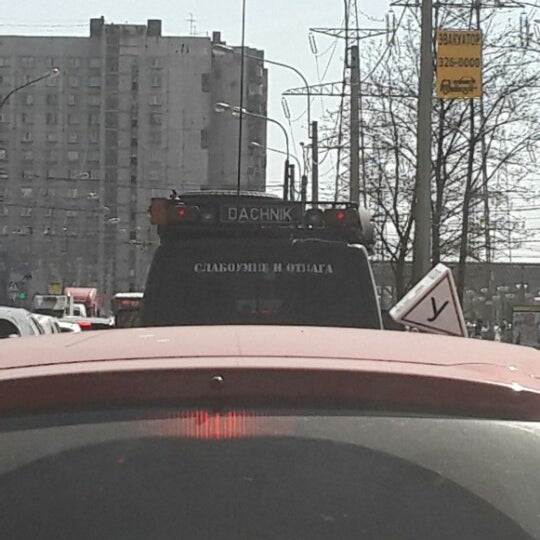 ЭВАКУАТОР
326-0000
DACHNIK
СЛАБОУМИЕ И ОТВАГА
У